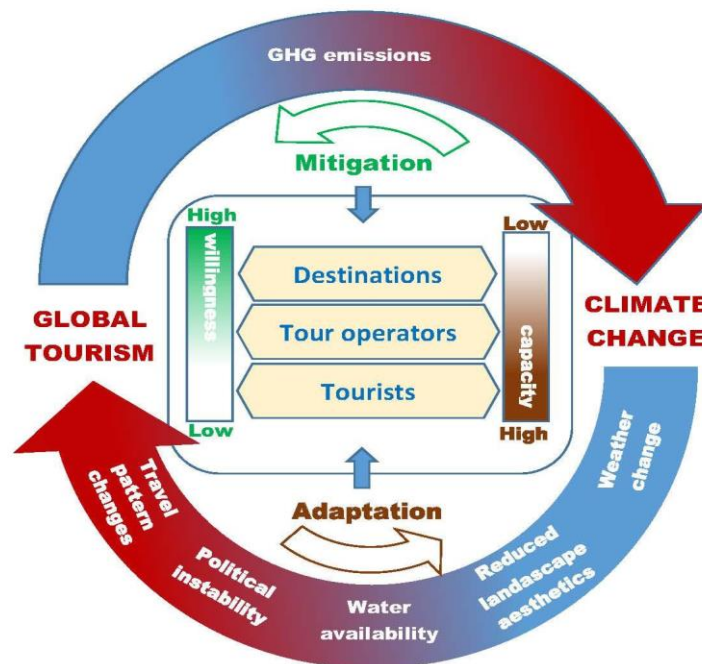 GHG emissions
Mitigation
High
Low
willingness
Destinations
Tour operators
Tourists
capacity
Low
High
GLOBAL
TOURISM
CLIMATE
CHANGE
Adaptation
Weather
change
Reduced
landascape
aesthetics
Water
availability
Political
instability
Travel
pattern
changes